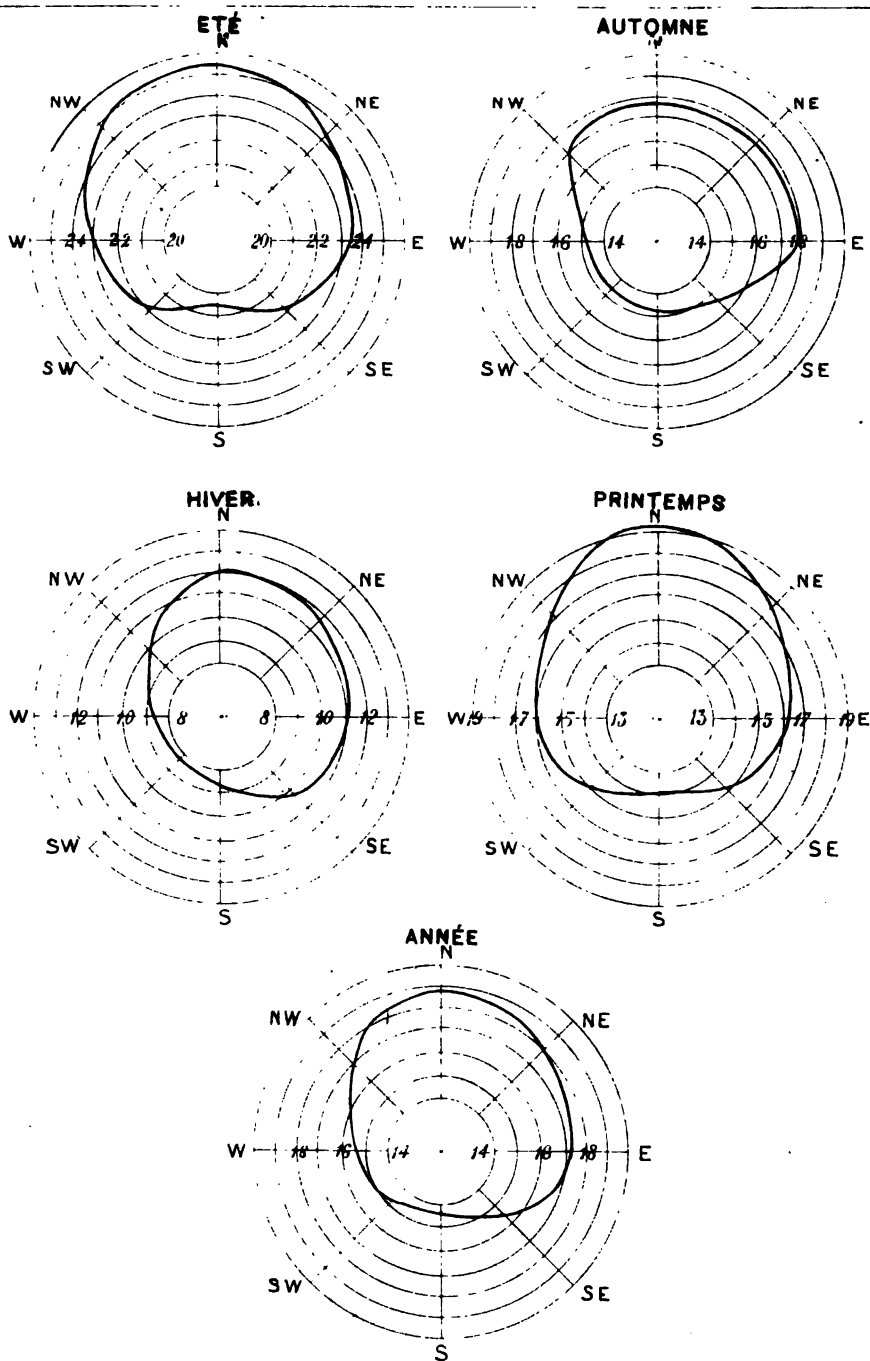 ETÉ
N
NW NE
W 24 22 20 20 22 24 E
SW SE
S
AUTOMNE
NW NE
W 18 16 14 14 16 18 E
SW SE
S
HIVER.
N
NW NE
W 12 10 8 8 10 12 E
SW SE
S
PRINTEMPS
N
NW NE
W 19 17 15 13 13 15 17 19 E
SW SE
S
ANNÉE
N
NW NE
W 18 16 14 14 18 E
SW SE
S